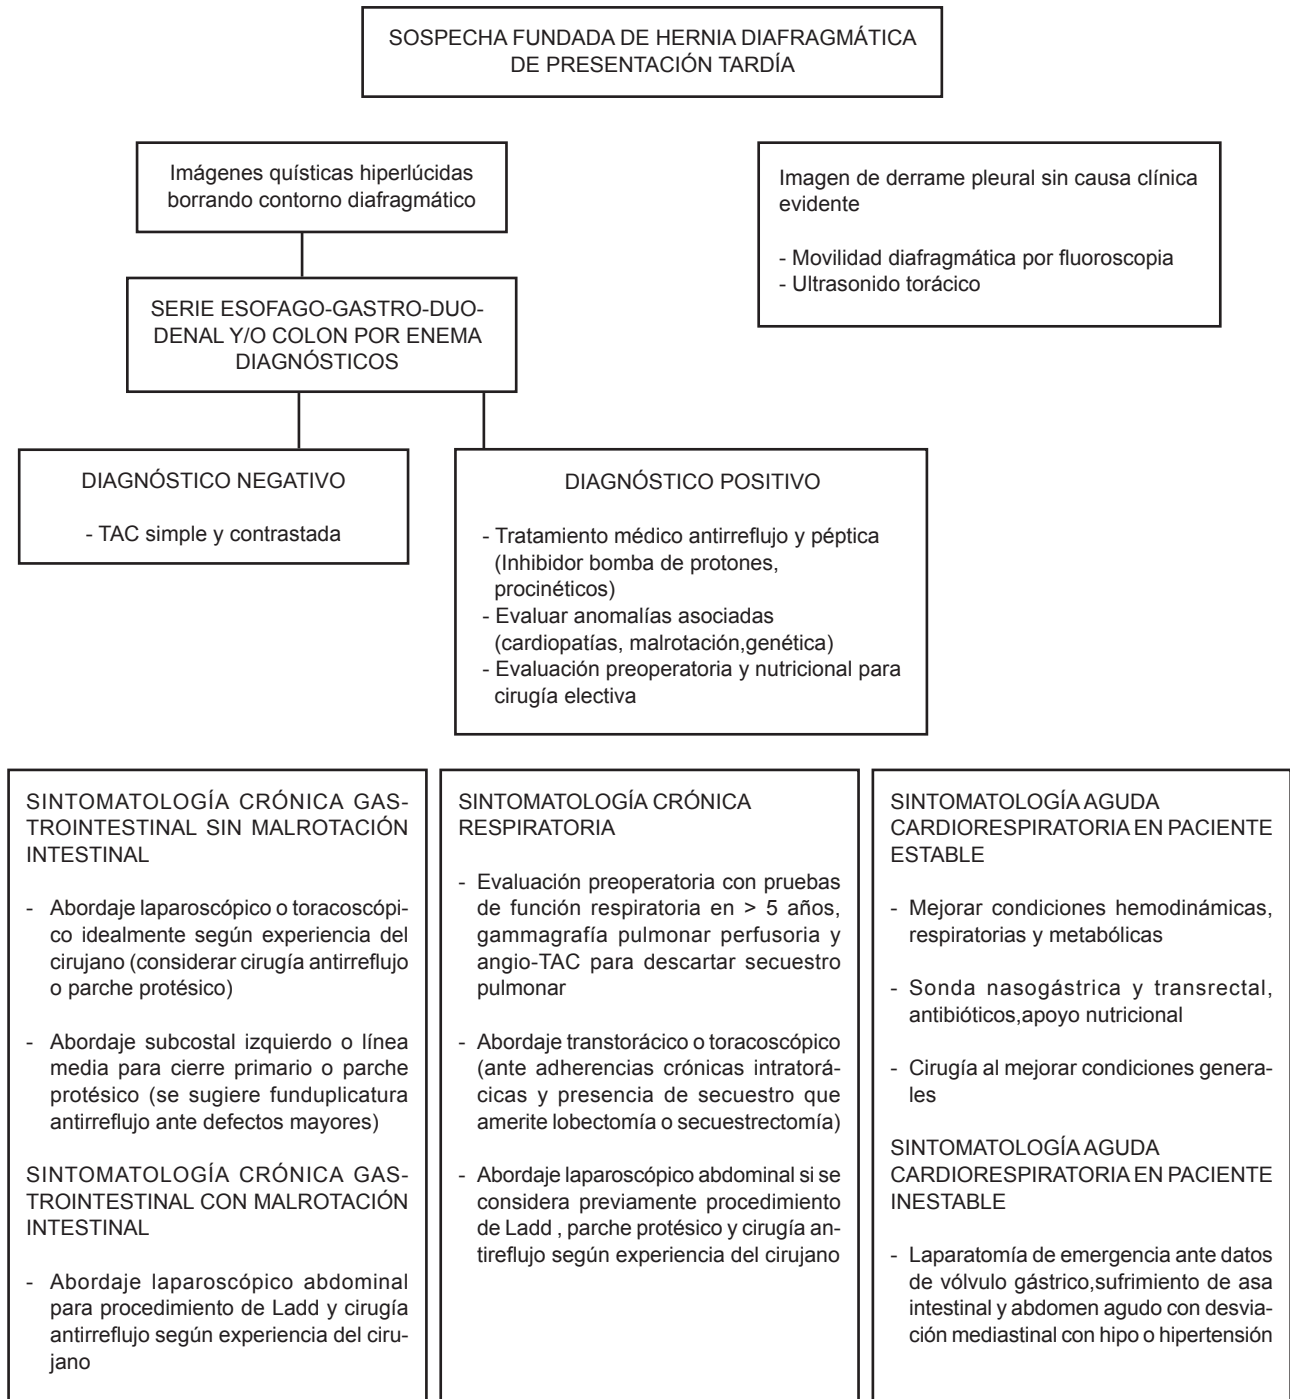 SOSPECHA FUNDADA DE HERNIA DIAFRAGMÁTICA
DE PRESENTACIÓN TARDÍA
Imágenes quísticas hiperlúcidas
borrando contorno diafragmático
Imagen de derrame pleural sin causa clínica
evidente
- Movilidad diafragmática por fluoroscopia
- Ultrasonido torácico
SERIE ESOFAGO-GASTRO-DUO-
DENAL Y/O COLON POR ENEMA
DIAGNÓSTICOS
DIAGNÓSTICO NEGATIVO
- TAC simple y contrastada
DIAGNÓSTICO POSITIVO
- Tratamiento médico antirreflujo y péptica
(Inhibidor bomba de protones,
procinéticos)
- Evaluar anomalías asociadas
(cardiopatías, malrotación,genética)
- Evaluación preoperatoria y nutricional para
cirugía electiva
SINTOMATOLOGÍA CRÓNICA GAS-
TROINTESTINAL SIN MALROTACIÓN
INTESTINAL
- Abordaje laparoscópico o toracoscópi-
co idealmente según experiencia del
cirujano (considerar cirugía antirreflujo
o parche protésico)
- Abordaje subcostal izquierdo o línea
media para cierre primario o parche
protésico (se sugiere funduplicatura
antirreflujo ante defectos mayores)
SINTOMATOLOGÍA CRÓNICA GAS-
TROINTESTINAL CON MALROTACIÓN
INTESTINAL
- Abordaje laparoscópico abdominal
para procedimiento de Ladd y cirugía
antirreflujo según experiencia del ciru-
jano
SINTOMATOLOGÍA CRÓNICA
RESPIRATORIA
- Evaluación preoperatoria con pruebas
de función respiratoria en > 5 años,
gammagrafía pulmonar perfusoria y
angio-TAC para descartar secuestro
pulmonar
- Abordaje transtorácico o toracoscópico
(ante adherencias crónicas intratorá-
cicas y presencia de secuestro que
amerite lobectomía o secuestrectomía)
- Abordaje laparoscópico abdominal si se
considera previamente procedimiento
de Ladd , parche protésico y cirugía an-
tireflujo según experiencia del cirujano
SINTOMATOLOGÍA AGUDA
CARDIORESPIRATORIA EN PACIENTE
ESTABLE
- Mejorar condiciones hemodinámicas,
respiratorias y metabólicas
- Sonda nasogástrica y transrectal,
antibióticos,apoyo nutricional
- Cirugía al mejorar condiciones genera-
les
SINTOMATOLOGÍA AGUDA
CARDIORESPIRATORIA EN PACIENTE
INESTABLE
- Laparatomía de emergencia ante datos
de vólvulo gástrico,sufrimiento de asa
intestinal y abdomen agudo con desvia-
ción mediastinal con hipo o hipertensión